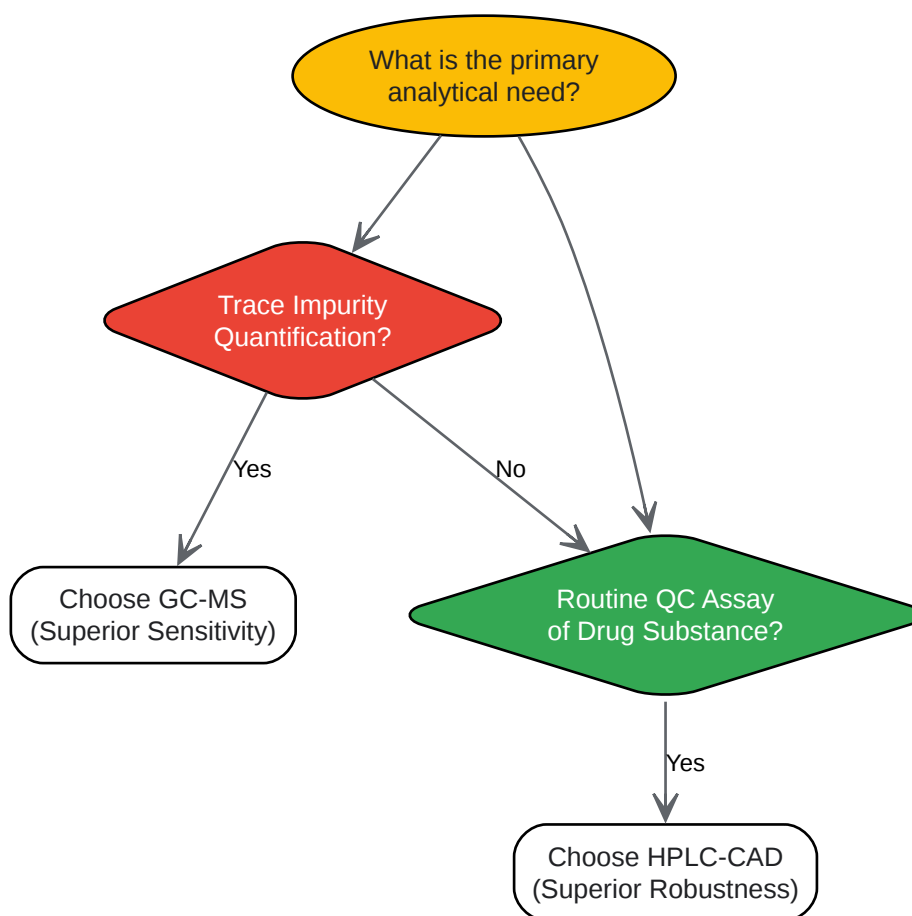 What is the primary
analytical need?
Trace Impurity
Quantification?
Yes
No
Choose GC-MS
(Superior Sensitivity)
Routine QC Assay
of Drug Substance?
Yes
Choose HPLC-CAD
(Superior Robustness)